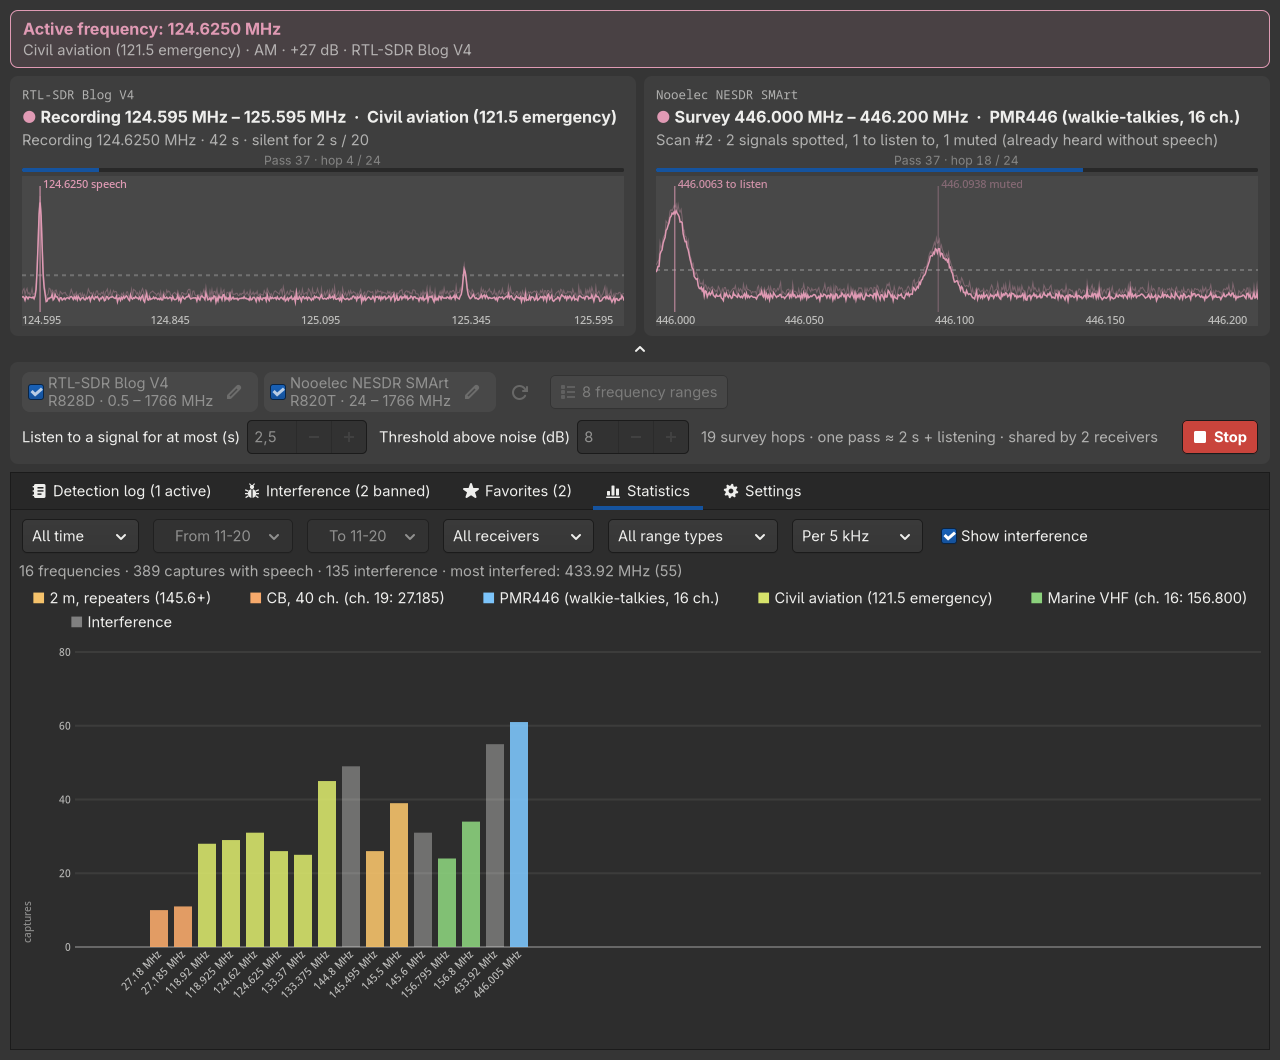 Active frequency: 124.6250 MHz
Civil aviation (121.5 emergency) · AM · +27 dB · RTL-SDR Blog V4
RTL-SDR Blog V4
Recording 124.595 MHz – 125.595 MHz · Civil aviation (121.5 emergency)
Recording 124.6250 MHz · 42 s · silent for 2 s / 20
Pass 37 · hop 4 / 24
124.6250 speech
124.595 124.845 125.095 125.345 125.595
Nooelec NESDR SMArt
Survey 446.000 MHz – 446.200 MHz · PMR446 (walkie-talkies, 16 ch.)
Scan #2 · 2 signals spotted, 1 to listen to, 1 muted (already heard without speech)
Pass 37 · hop 18 / 24
446.0063 to listen 446.0938 muted
446.000 446.050 446.100 446.150 446.200
RTL-SDR Blog V4
R828D · 0.5 – 1766 MHz
Nooelec NESDR SMArt
R820T · 24 – 1766 MHz
8 frequency ranges
Listen to a signal for at most (s) 2,5 − + Threshold above noise (dB) 8 − + 19 survey hops · one pass ≈ 2 s + listening · shared by 2 receivers Stop
Detection log (1 active) Interference (2 banned) Favorites (2) Statistics Settings
All time From 11-20 To 11-20 All receivers All range types Per 5 kHz Show interference
16 frequencies · 389 captures with speech · 135 interference · most interfered: 433.92 MHz (55)
2 m, repeaters (145.6+) CB, 40 ch. (ch. 19: 27.185) PMR446 (walkie-talkies, 16 ch.) Civil aviation (121.5 emergency) Marine VHF (ch. 16: 156.800)
Interference
80
60
40
20
0
captures
27.18 MHz
27.185 MHz
118.92 MHz
118.925 MHz
124.62 MHz
124.625 MHz
133.37 MHz
133.375 MHz
144.8 MHz
145.495 MHz
145.5 MHz
145.6 MHz
156.795 MHz
156.8 MHz
433.92 MHz
446.005 MHz